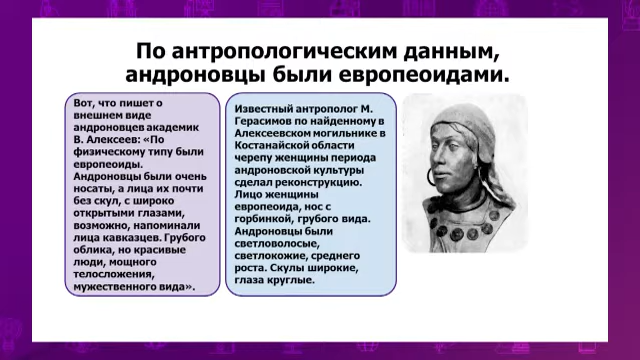 По антропологическим данным,
андроновцы были европеоидами.
Вот, что пишет о
внешнем виде
андроновцев академик
В. Алексеев: «По
физическому типу были
европеоиды.
Андроновцы были очень
носаты, а лица их почти
без скул, с широко
открытыми глазами,
возможно, напоминали
лица кавказцев. Грубого
облика, но красивые
люди, мощного
телосложения,
мужественного вида».
Известный антрополог М.
Герасимов по найденному в
Алексеевском могильнике в
Костанайской области
черепу женщины периода
андроновской культуры
сделал реконструкцию.
Лицо женщины
европеоида, нос с
горбинкой, грубого вида.
Андроновцы были
светловолосые,
светлокожие, среднего
роста. Скулы широкие,
глаза круглые.